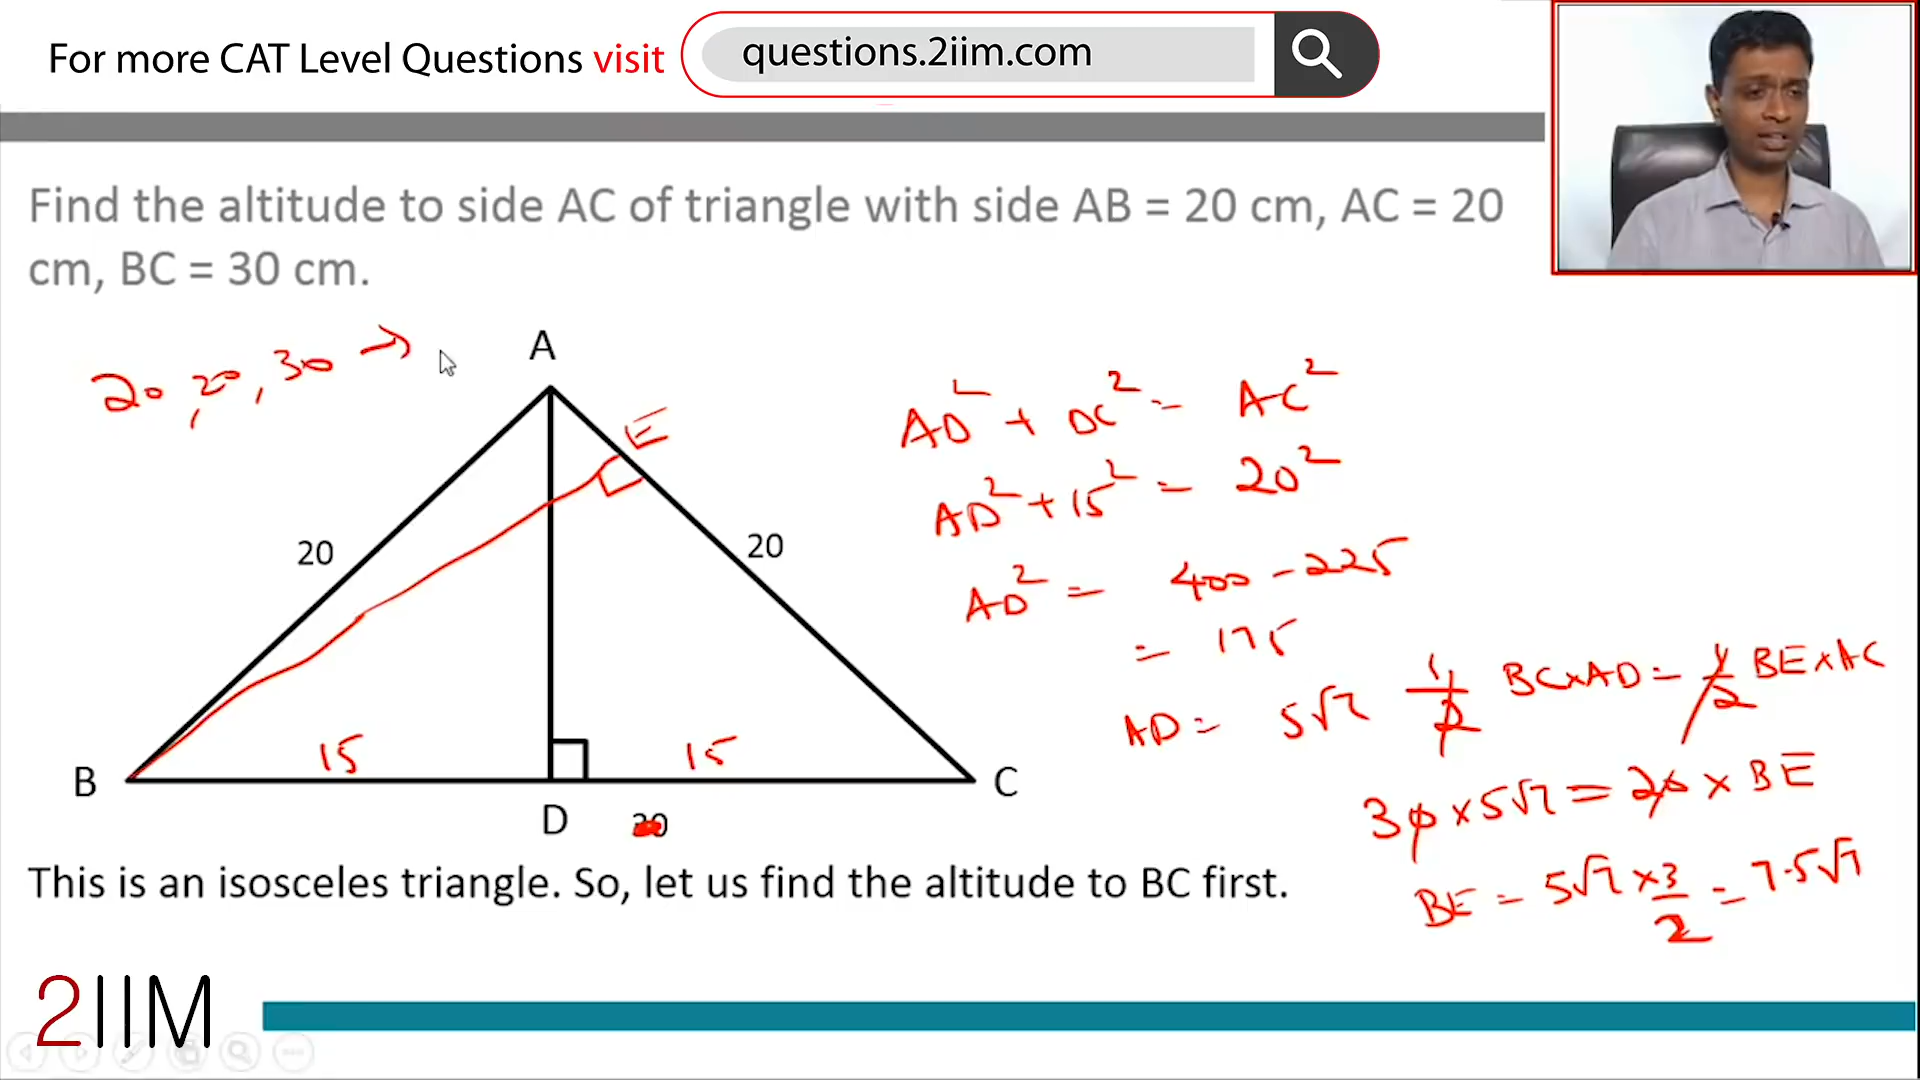 For more CAT Level Questions visit
questions.2iim.com
Find the altitude to side AC of triangle with side AB = 20 cm, AC = 20
cm, BC = 30 cm.
20, 20, 30 →
A
E
20
20
15
15
B
D
C
AD² + DC² = AC²
AD² + 15² = 20²
AD² = 400 - 225
= 175
AD = 5√7
1/2 BC×AD = 1/2 BE×AC
30 × 5√7 = 20 × BE
BE = 5√7 × 3/2 = 7.5√7
This is an isosceles triangle. So, let us find the altitude to BC first.
2IIM